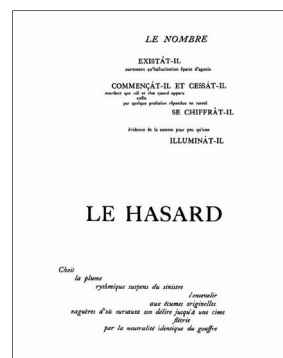 LE NOMBRE
EXISTÂT-IL
autrement qu'hallucination éparse d'agonie
COMMENÇÂT-IL ET CESSÂT-IL
sourdant que nié et clos quand apparu
enfin
par quelque profusion répandue en rareté
SE CHIFFRÂT-IL
évidence de la somme pour peu qu'une
ILLUMINÂT-IL
LE HASARD
Choit
la plume
rythmique suspens du sinistre
s'ensevelir
aux écumes originelles
naguères d'où sursauta son délire jusqu'à une cime
flétrie
par la neutralité identique du gouffre